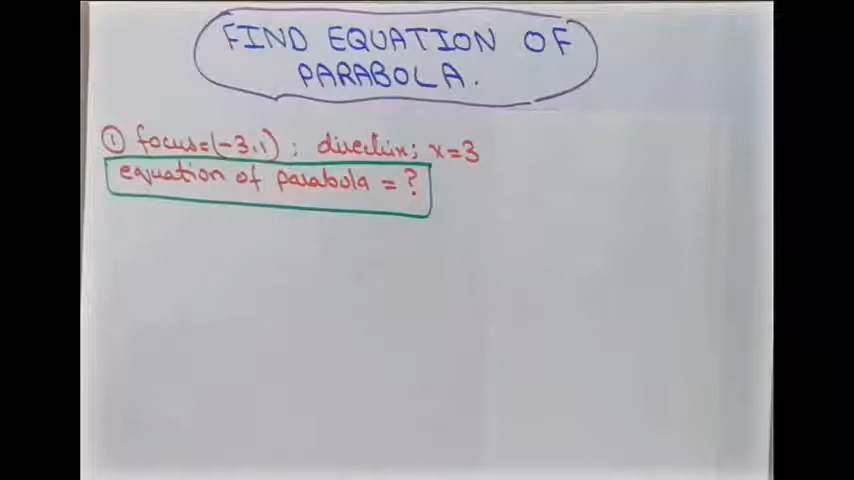 FIND EQUATION OF
PARABOLA.
① focus=(-3,1) ; directrix; x=3
equation of parabola = ?